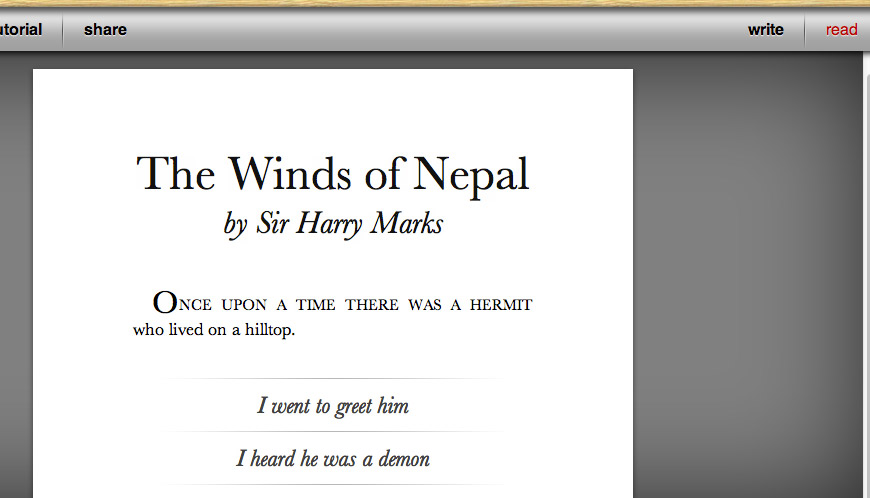 utorial share write read
The Winds of Nepal
by Sir Harry Marks
ONCE UPON A TIME THERE WAS A HERMIT
who lived on a hilltop.
I went to greet him
I heard he was a demon